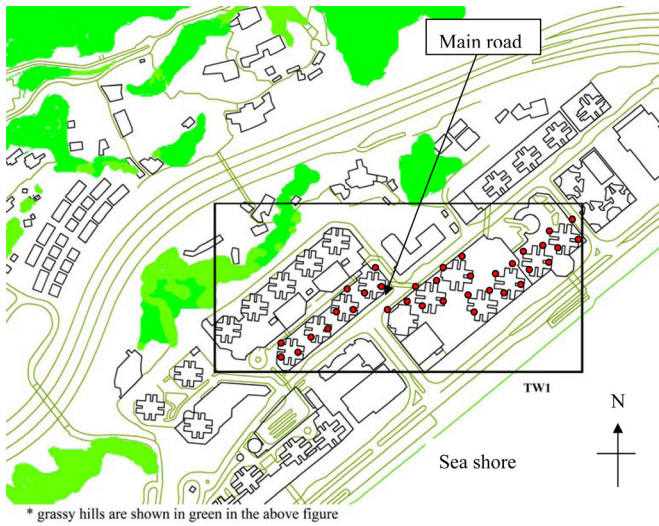 Main road
TW1
N
Sea shore
* grassy hills are shown in green in the above figure